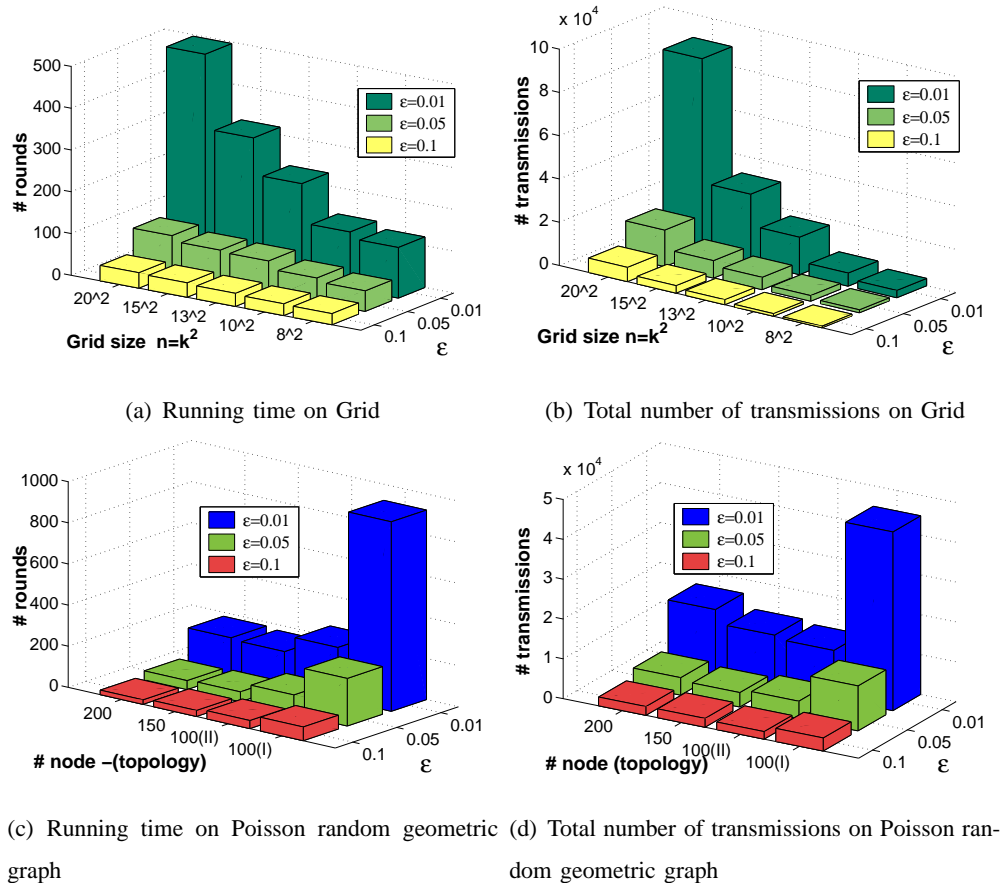 500
400
300
200
100
0
# rounds
ε=0.01
ε=0.05
ε=0.1
20^2
15^2
13^2
10^2
8^2
Grid size n=k²
0.1
0.05
0.01
ε
(a) Running time on Grid
x 10⁴
10
8
6
4
2
0
# transmissions
ε=0.01
ε=0.05
ε=0.1
20^2
15^2
13^2
10^2
8^2
Grid size n=k²
0.1
0.05
0.01
ε
(b) Total number of transmissions on Grid
1000
800
600
400
200
0
# rounds
ε=0.01
ε=0.05
ε=0.1
200
150
100(II)
100(I)
# node –(topology)
0.1
0.05
0.01
ε
(c) Running time on Poisson random geometric
graph
x 10⁴
5
4
3
2
1
0
# transmissions
ε=0.01
ε=0.05
ε=0.1
200
150
100(II)
100(I)
# node (topology)
0.1
0.05
0.01
ε
(d) Total number of transmissions on Poisson ran-
dom geometric graph